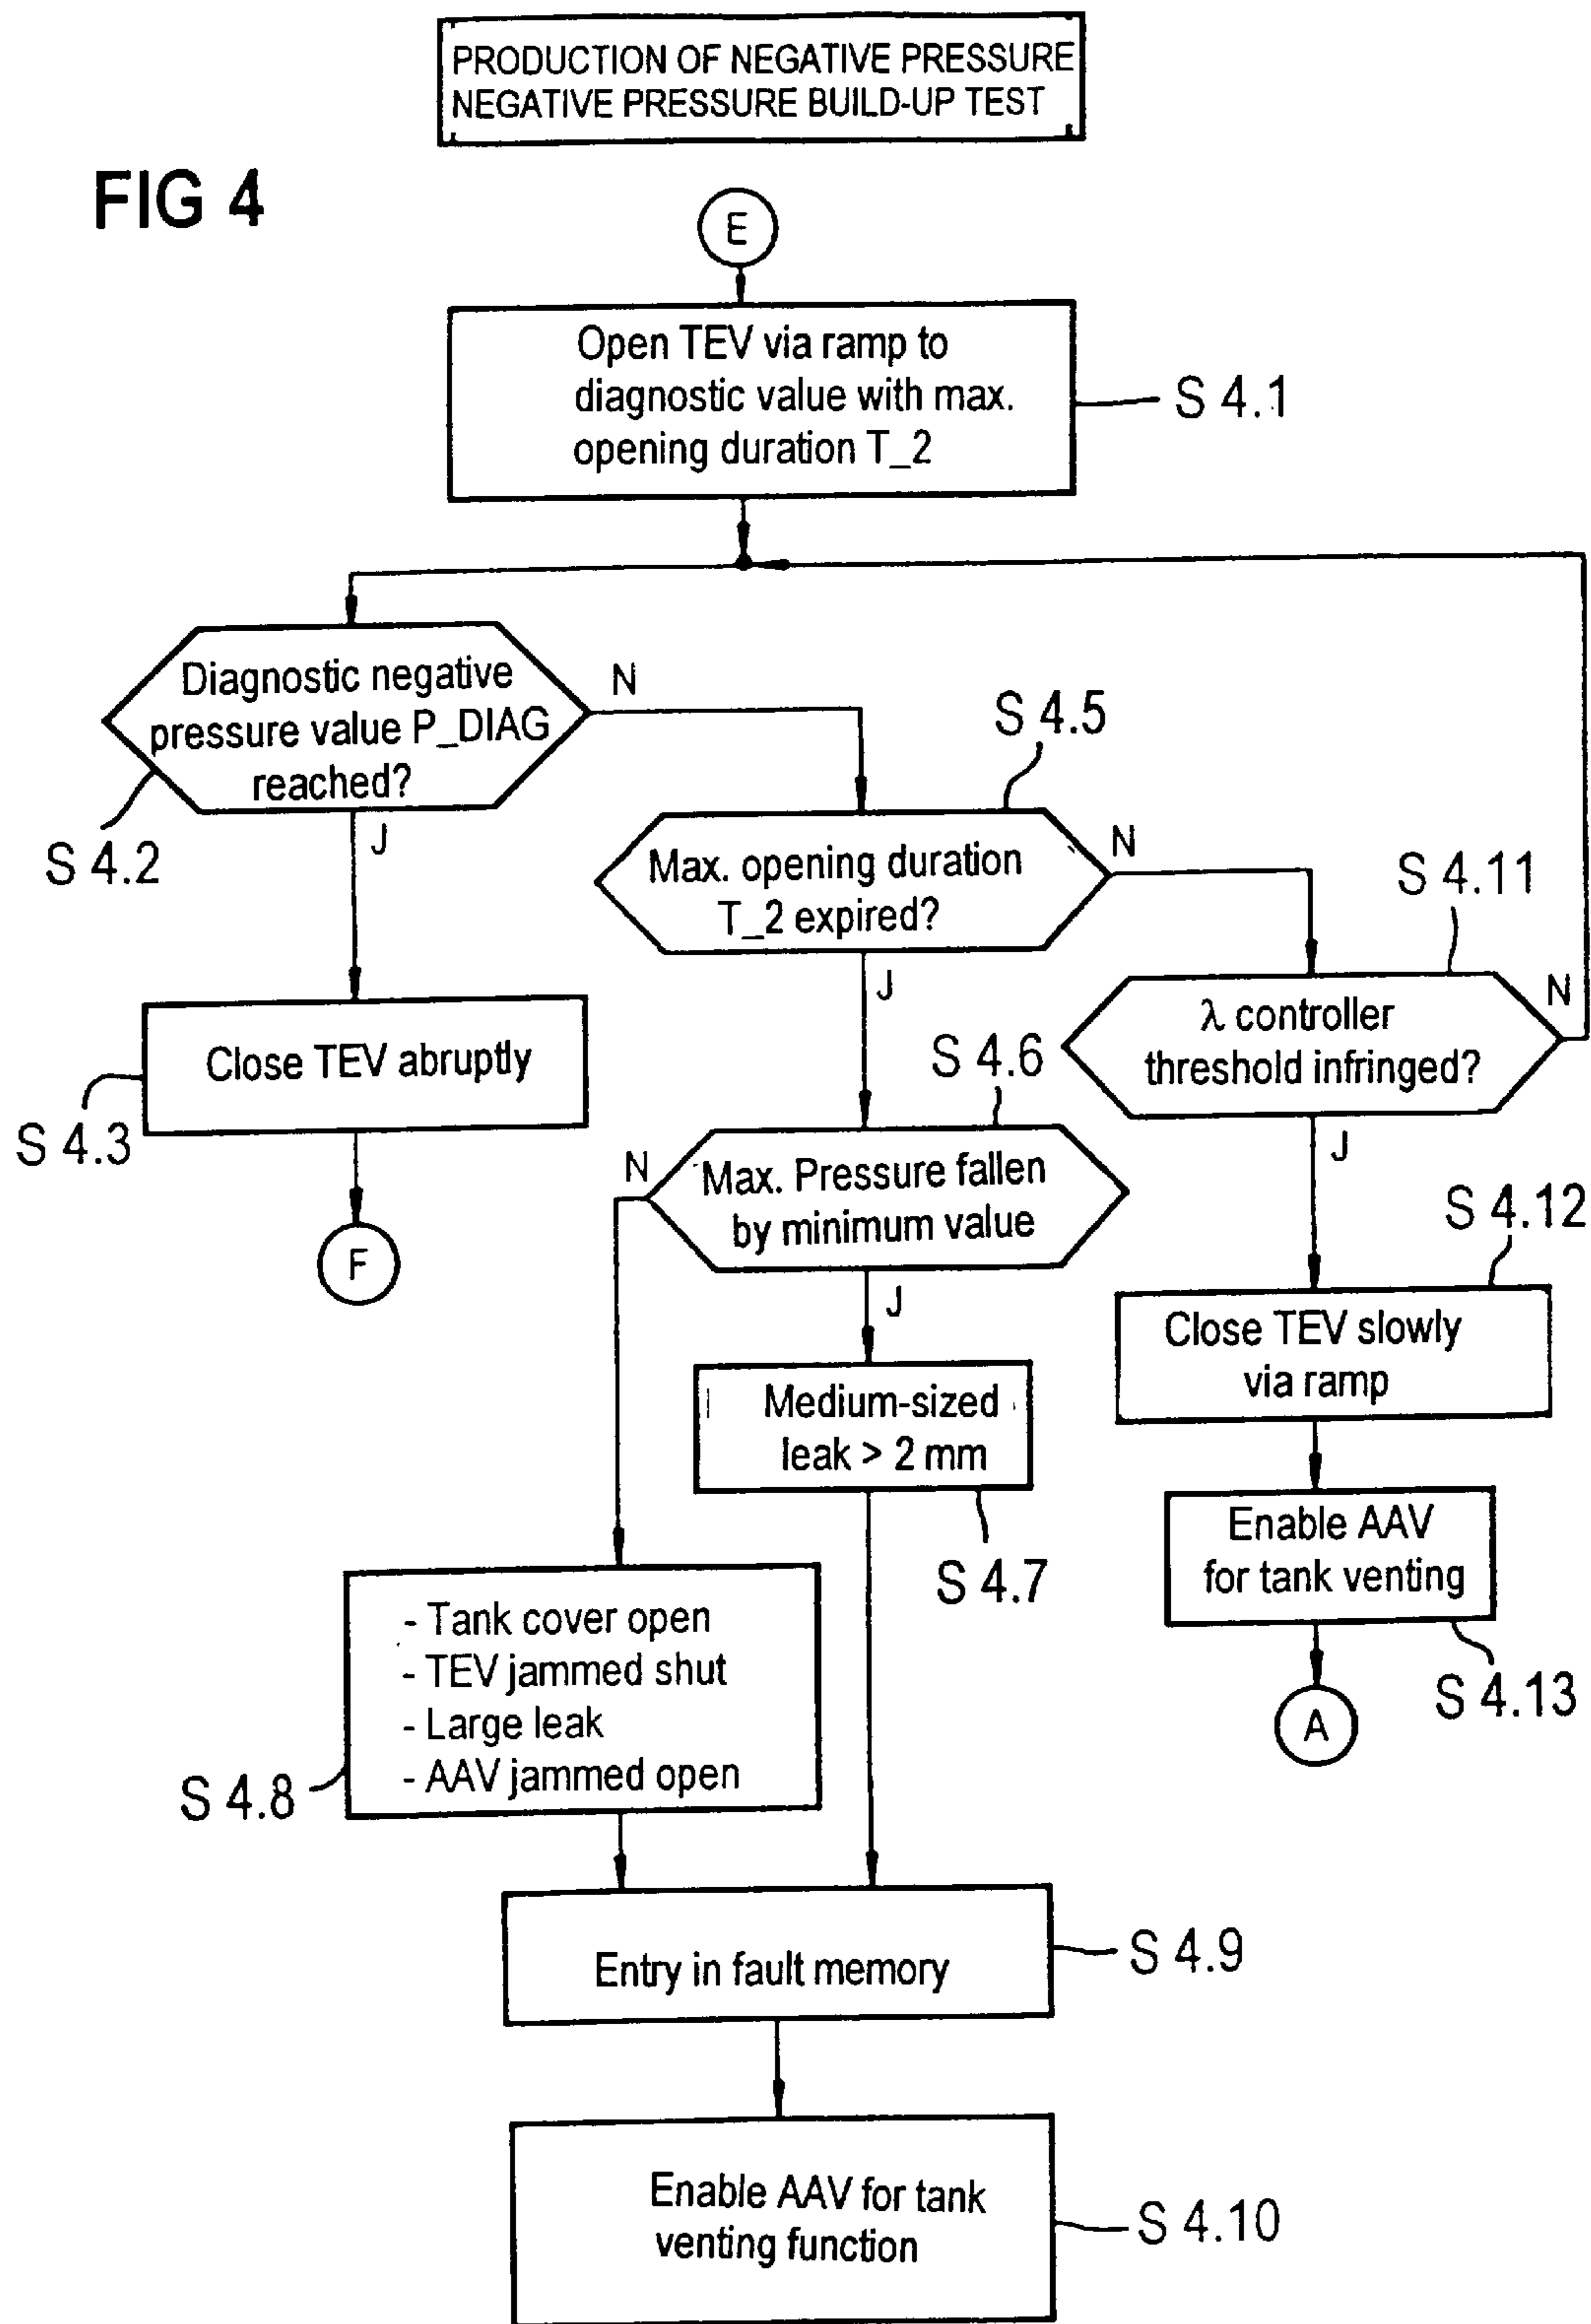 PRODUCTION OF NEGATIVE PRESSURE
NEGATIVE PRESSURE BUILD-UP TEST
FIG 4
E
Open TEV via ramp to
diagnostic value with max.
opening duration T_2
S 4.1
Diagnostic negative
pressure value P_DIAG
reached?
N
J
S 4.2
S 4.5
Max. opening duration
T_2 expired?
N
J
S 4.11
λ controller
threshold infringed?
N
J
Close TEV abruptly
S 4.3
F
S 4.6
Max. Pressure fallen
by minimum value
N
J
S 4.12
Close TEV slowly
via ramp
Medium-sized
leak > 2 mm
S 4.7
Enable AAV
for tank venting
S 4.13
A
- Tank cover open
- TEV jammed shut
- Large leak
- AAV jammed open
S 4.8
Entry in fault memory
S 4.9
Enable AAV for tank
venting function
S 4.10